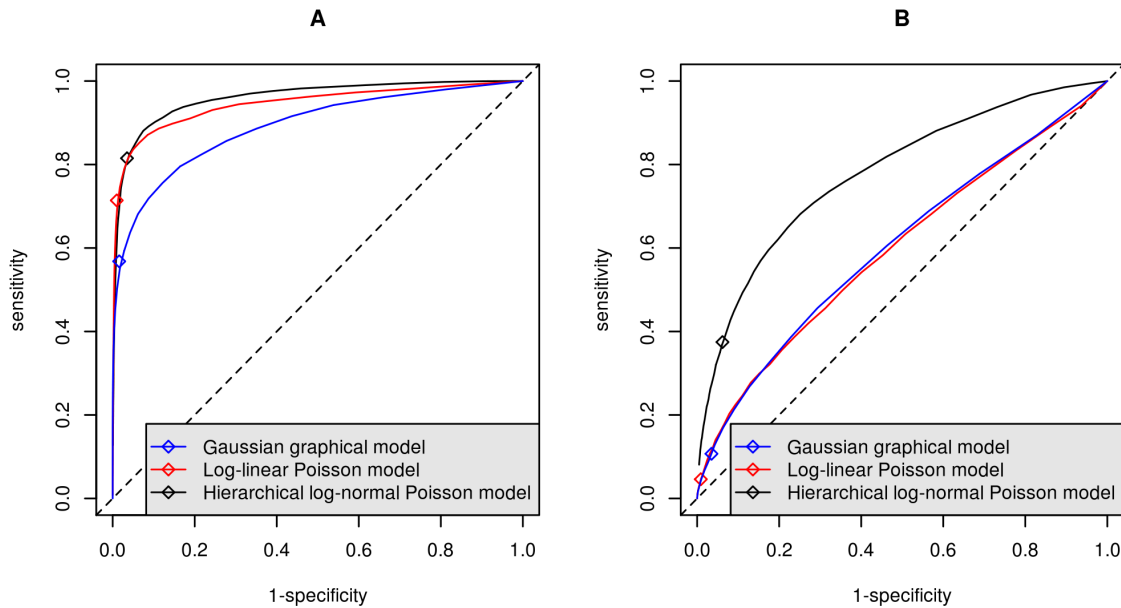 A
1.0
0.8
0.6
0.4
0.2
0.0
sensitivity
Gaussian graphical model
Log-linear Poisson model
Hierarchical log-normal Poisson model
0.0 0.2 0.4 0.6 0.8 1.0
1-specificity
B
1.0
0.8
0.6
0.4
0.2
0.0
sensitivity
Gaussian graphical model
Log-linear Poisson model
Hierarchical log-normal Poisson model
0.0 0.2 0.4 0.6 0.8 1.0
1-specificity